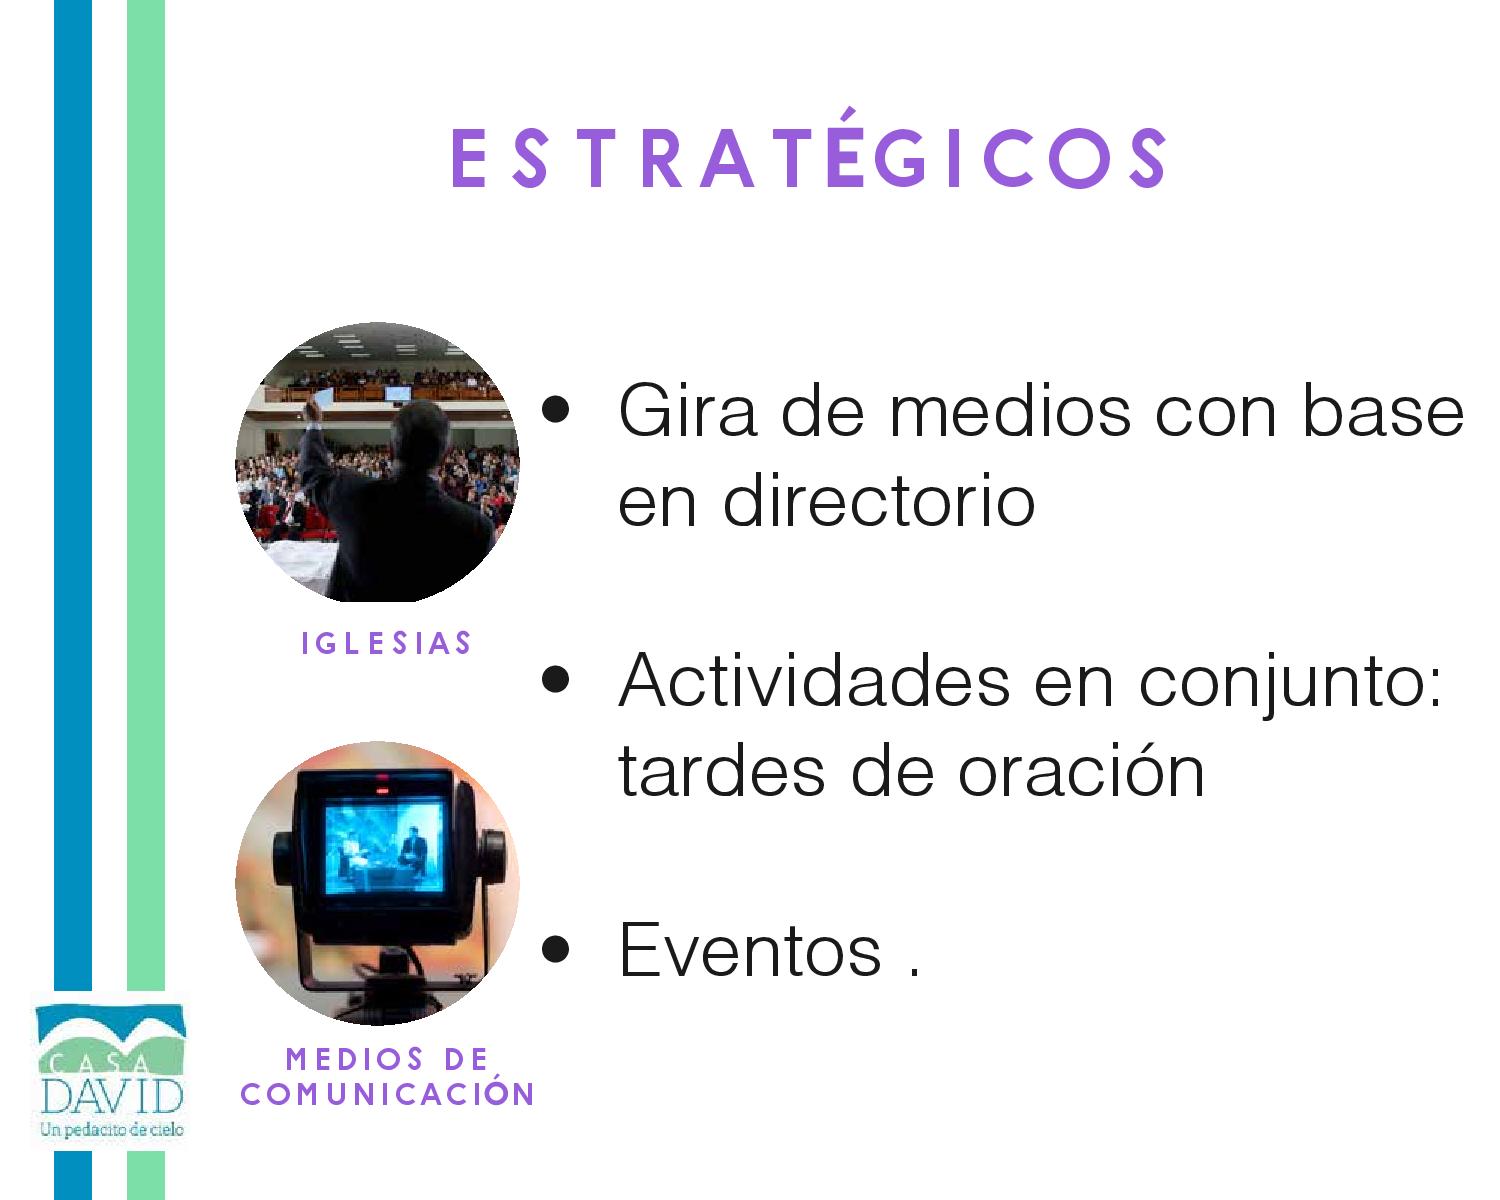 ESTRATÉGICOS
• Gira de medios con base
en directorio
IGLESIAS
• Actividades en conjunto:
tardes de oración
• Eventos .
MEDIOS DE
COMUNICACIÓN
CASA
DAVID
Un pedacito de cielo